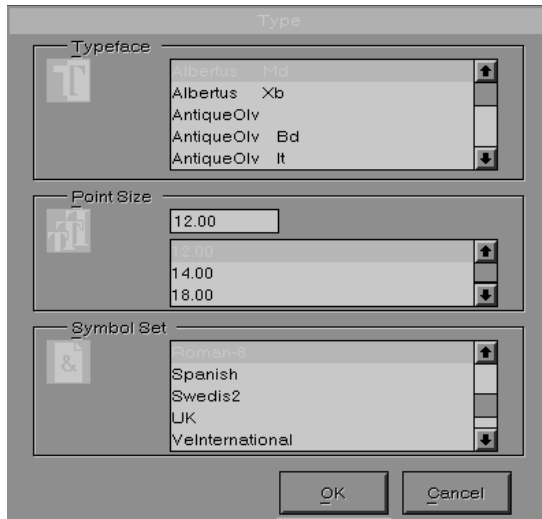 Type
Typeface
Albertus Md
Albertus Xb
AntiqueOlv
AntiqueOlv Bd
AntiqueOlv It
Point Size
12.00
12.00
14.00
18.00
Symbol Set
Roman-8
&
Spanish
Swedis2
UK
VeInternational
OK Cancel